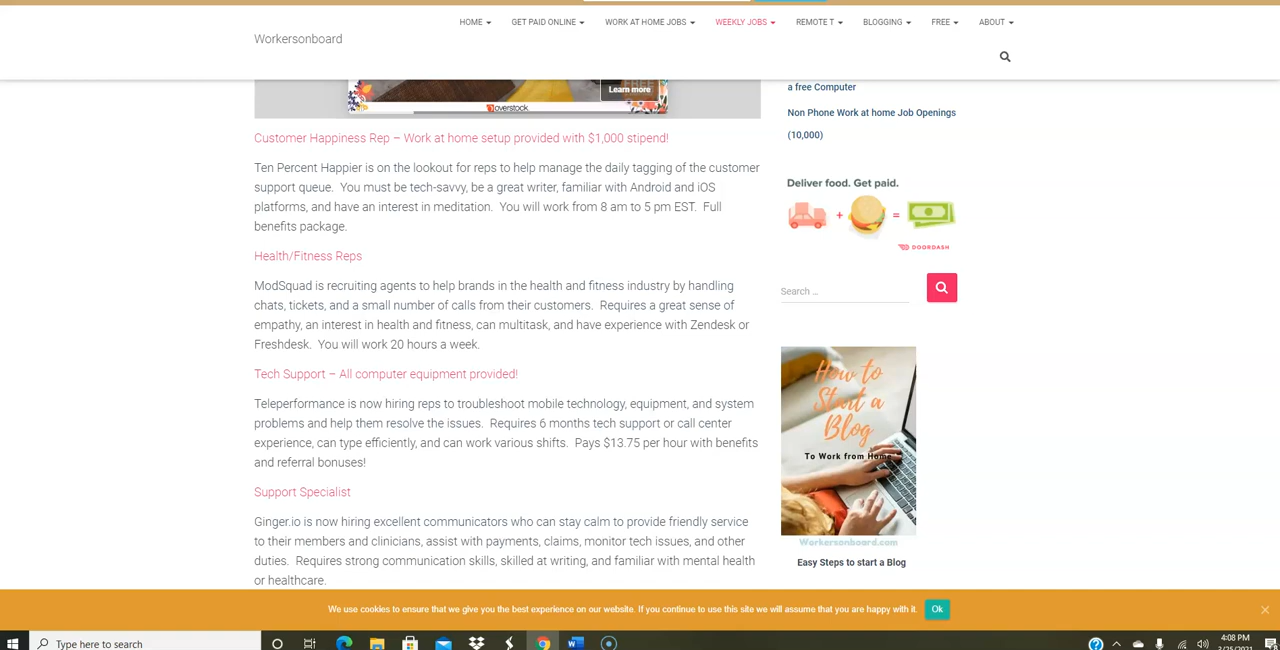 HOME
GET PAID ONLINE
WORK AT HOME JOBS
WEEKLY JOBS
REMOTE T
BLOGGING
FREE
ABOUT
Workersonboard
FREE
Learn more
overstock.
Customer Happiness Rep – Work at home setup provided with $1,000 stipend!
Ten Percent Happier is on the lookout for reps to help manage the daily tagging of the customer
support queue.  You must be tech-savvy, be a great writer, familiar with Android and iOS
platforms, and have an interest in meditation.  You will work from 8 am to 5 pm EST.  Full
benefits package.
Health/Fitness Reps
ModSquad is recruiting agents to help brands in the health and fitness industry by handling
chats, tickets, and a small number of calls from their customers.  Requires a great sense of
empathy, an interest in health and fitness, can multitask, and have experience with Zendesk or
Freshdesk.  You will work 20 hours a week.
Tech Support – All computer equipment provided!
Teleperformance is now hiring reps to troubleshoot mobile technology, equipment, and system
problems and help them resolve the issues.  Requires 6 months tech support or call center
experience, can type efficiently, and can work various shifts.  Pays $13.75 per hour with benefits
and referral bonuses!
Support Specialist
Ginger.io is now hiring excellent communicators who can stay calm to provide friendly service
to their members and clinicians, assist with payments, claims, monitor tech issues, and other
duties.  Requires strong communication skills, skilled at writing, and familiar with mental health
or healthcare.
a free Computer
Non Phone Work at home Job Openings
(10,000)
Deliver food. Get paid.
+ =
DOORDASH
Search …
How to
Start a
Blog
To Work from Home
Workersonboard.com
Easy Steps to start a Blog
We use cookies to ensure that we give you the best experience on our website. If you continue to use this site we will assume that you are happy with it.
Ok
Type here to search
4:08 PM
3/25/2021